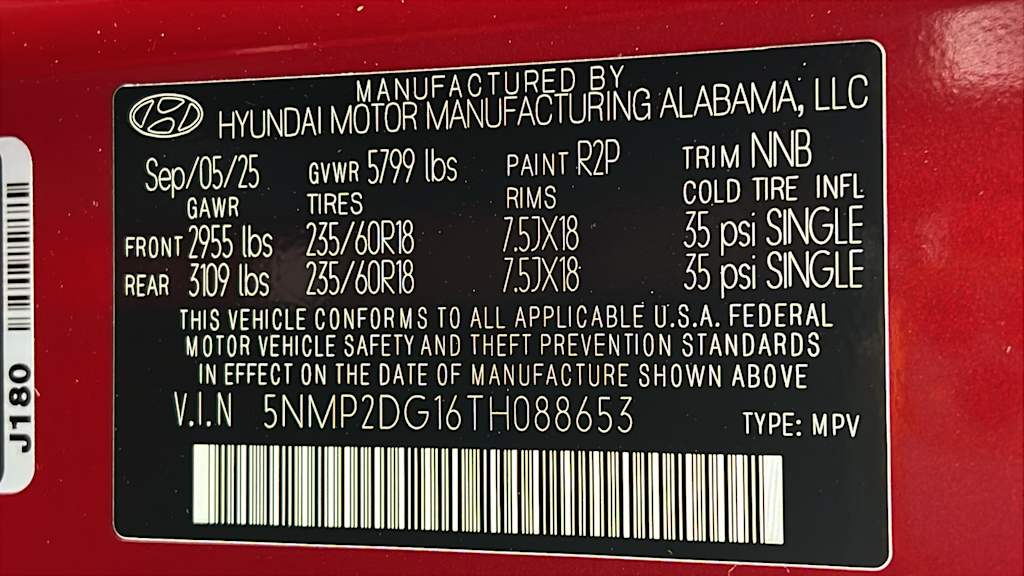 MANUFACTURED BY
HYUNDAI MOTOR MANUFACTURING ALABAMA, LLC
Sep/05/25 GVWR 5799 lbs PAINT R2P TRIM NNB
GAWR TIRES RIMS COLD TIRE INFL
FRONT 2955 lbs 235/60R18 7.5JX18 35 psi SINGLE
REAR 3109 lbs 235/60R18 7.5JX18 35 psi SINGLE
THIS VEHICLE CONFORMS TO ALL APPLICABLE U.S.A. FEDERAL
MOTOR VEHICLE SAFETY AND THEFT PREVENTION STANDARDS
IN EFFECT ON THE DATE OF MANUFACTURE SHOWN ABOVE
V.I.N 5NMP2DG16TH088653 TYPE: MPV
J180